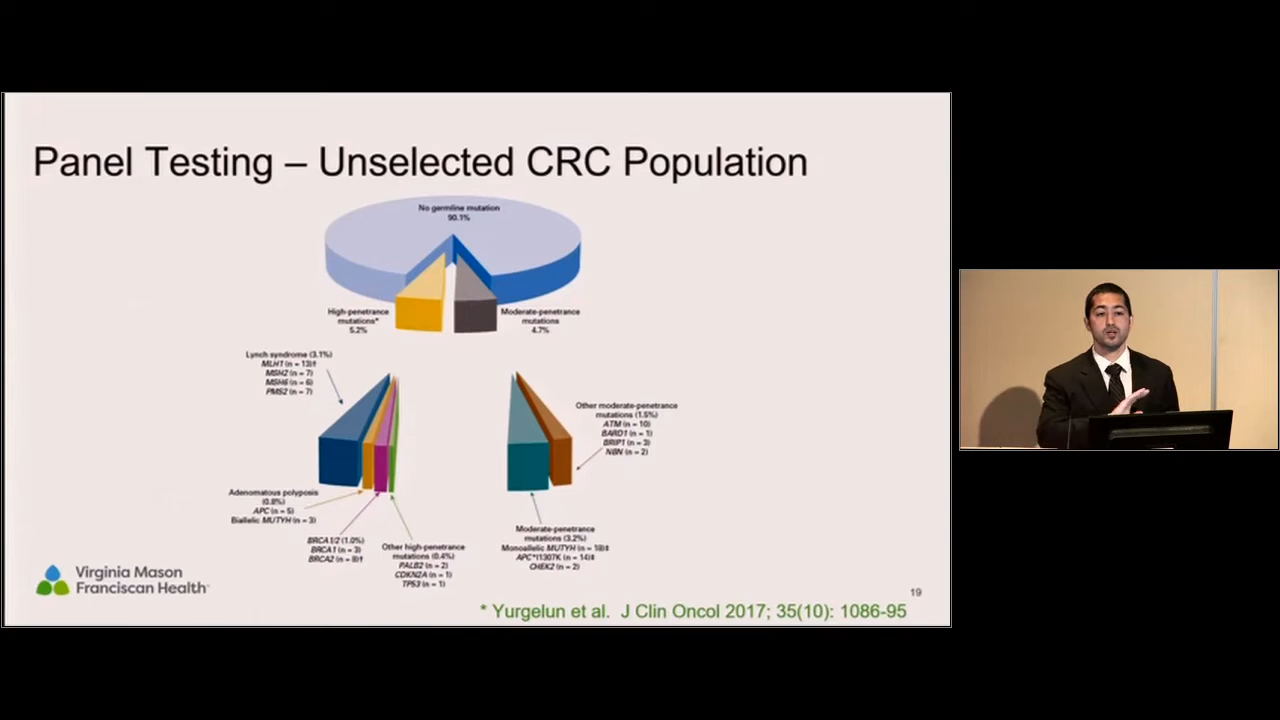 Panel Testing – Unselected CRC Population
No germline mutation
90.1%
High-penetrance
mutations*
5.2%
Moderate-penetrance
mutations
4.7%
Lynch syndrome (3.1%)
MLH1 (n = 13)†
MSH2 (n = 7)
MSH6 (n = 6)
PMS2 (n = 7)
Other moderate-penetrance
mutations (1.5%)
ATM (n = 10)
BARD1 (n = 1)
BRIP1 (n = 3)
NBN (n = 2)
Adenomatous polyposis
(0.8%)
APC (n = 5)
Biallelic MUTYH (n = 3)
BRCA1/2 (1.0%)
BRCA1 (n = 3)
BRCA2 (n = 8)†
Other high-penetrance
mutations (0.4%)
PALB2 (n = 2)
CDKN2A (n = 1)
TP53 (n = 1)
Moderate-penetrance
mutations (3.2%)
Monoallelic MUTYH (n = 18)‡
APC*I1307K (n = 14)‡
CHEK2 (n = 2)
Virginia Mason
Franciscan Health
19
* Yurgelun et al. J Clin Oncol 2017; 35(10): 1086-95